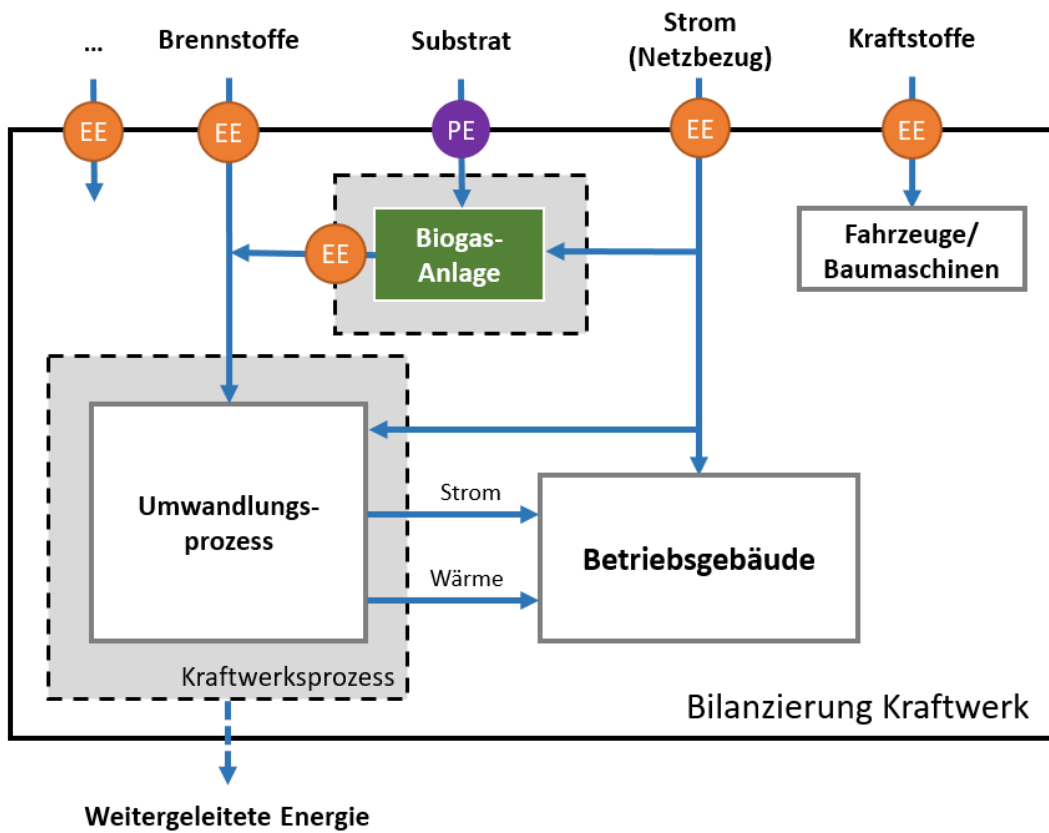 ...
Brennstoffe
Substrat
Strom
(Netzbezug)
Kraftstoffe
EE
EE
PE
EE
EE
Biogas-
Anlage
EE
Fahrzeuge/
Baumaschinen
Umwandlungs-
prozess
Strom
Wärme
Betriebsgebäude
Kraftwerksprozess
Bilanzierung Kraftwerk
Weitergeleitete Energie